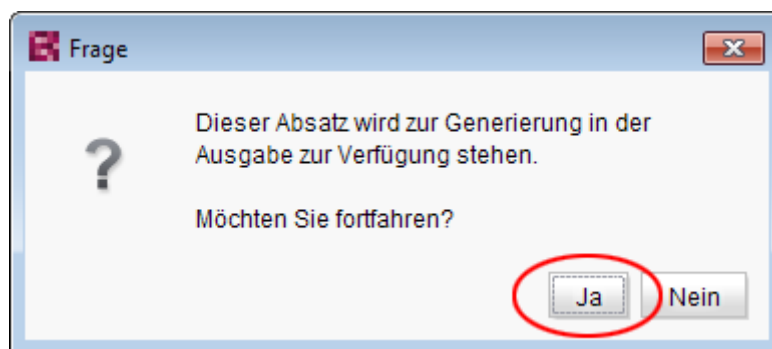 Frage
Dieser Absatz wird zur Generierung in der
Ausgabe zur Verfügung stehen.
Möchten Sie fortfahren?
Ja Nein